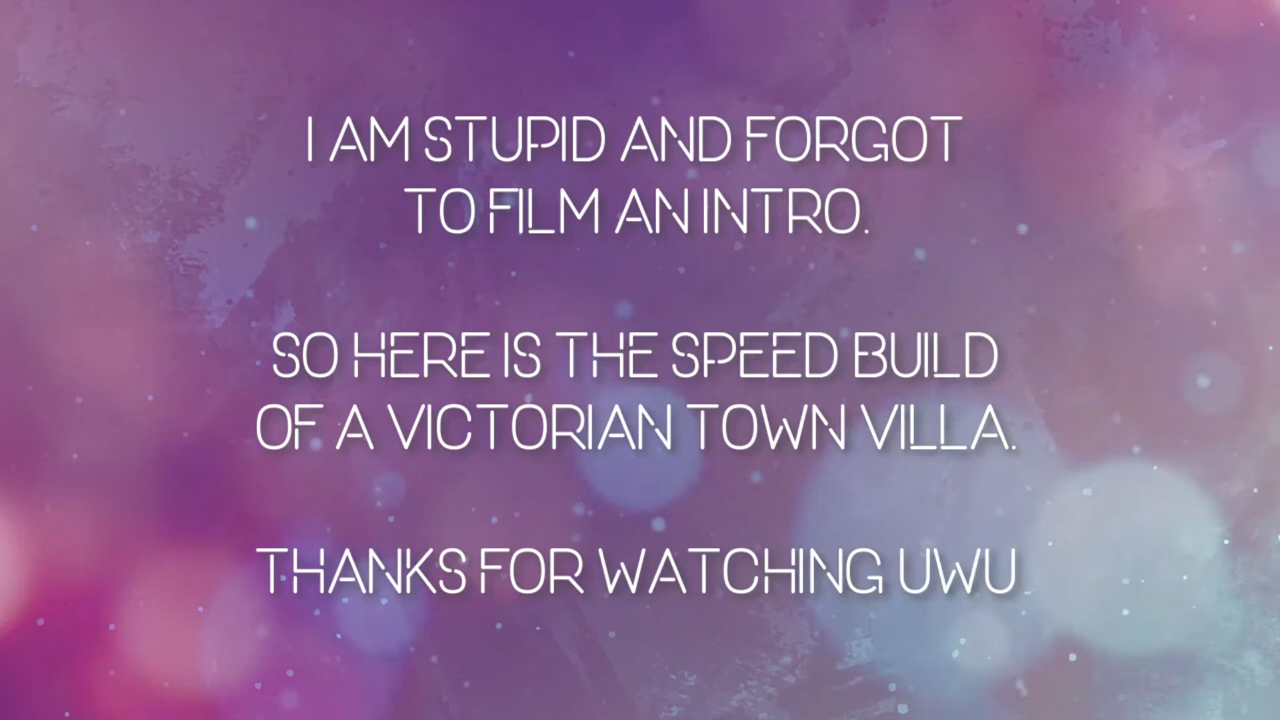 I AM STUPID AND FORGOT
TO FILM AN INTRO.
SO HERE IS THE SPEED BUILD
OF A VICTORIAN TOWN VILLA.
THANKS FOR WATCHING UWU